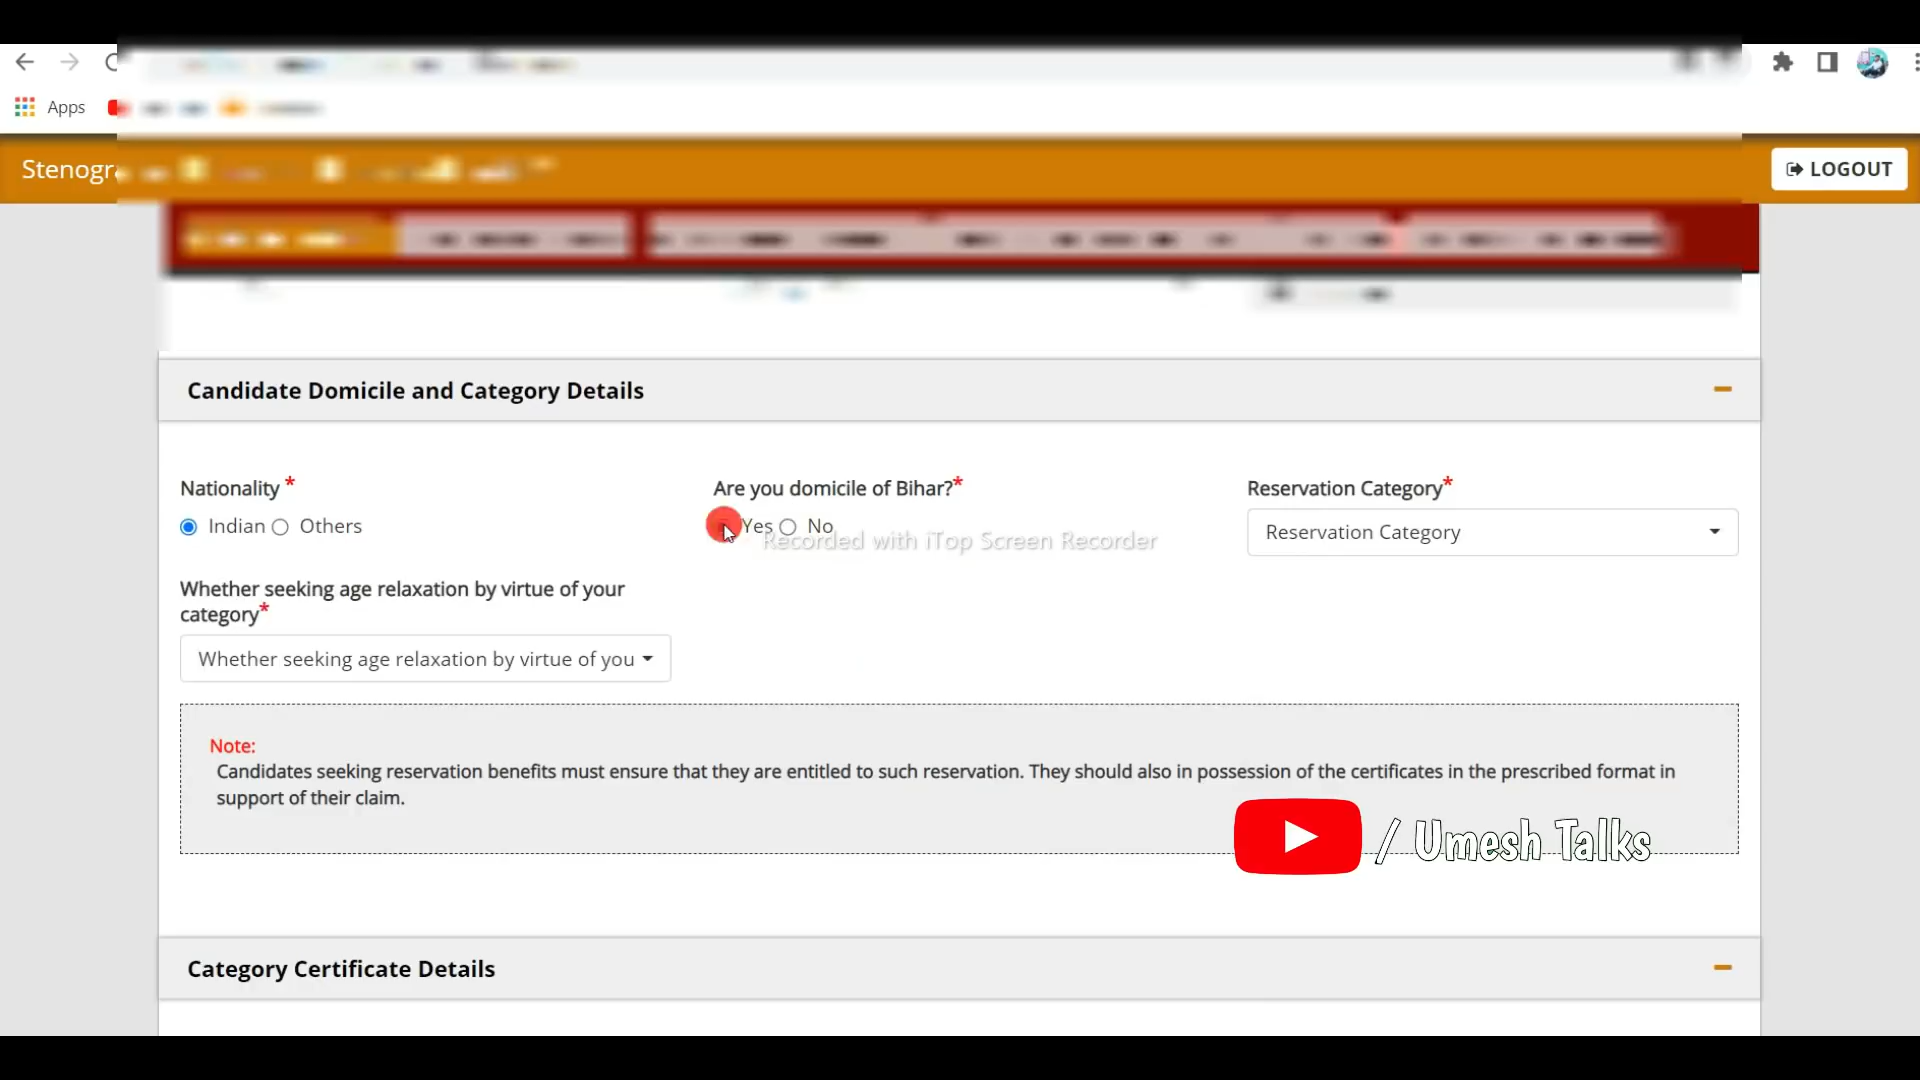 Apps
LOGOUT
Candidate Domicile and Category Details
Nationality *
Are you domicile of Bihar?*
Reservation Category*
Indian Others
Yes No
Reservation Category
Recorded with iTop Screen Recorder
Whether seeking age relaxation by virtue of your
category*
Whether seeking age relaxation by virtue of you
Note:
Candidates seeking reservation benefits must ensure that they are entitled to such reservation. They should also in possession of the certificates in the prescribed format in
support of their claim.
/ Umesh Talks
Category Certificate Details